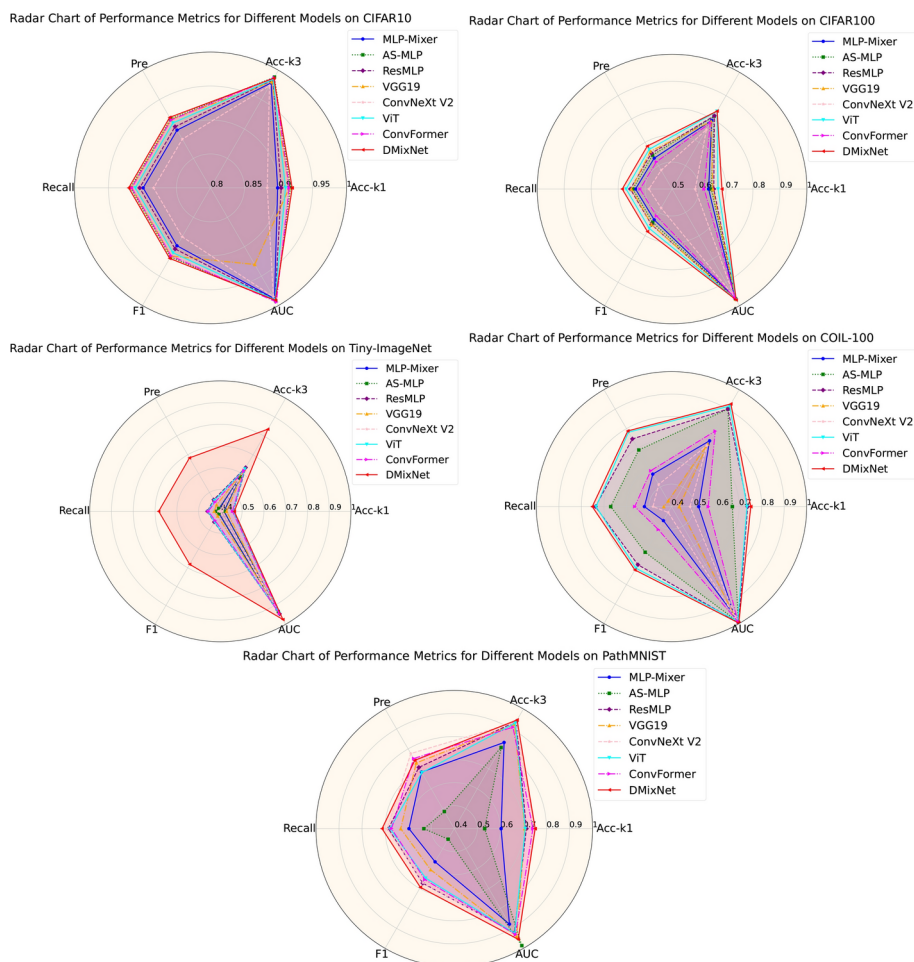 Radar Chart of Performance Metrics for Different Models on CIFAR10
MLP-Mixer
AS-MLP
ResMLP
VGG19
ConvNeXt V2
ViT
ConvFormer
DMixNet
Pre
Acc-k3
Recall
0.8 0.85 0.9 0.95 1
Acc-k1
F1
AUC
Radar Chart of Performance Metrics for Different Models on CIFAR100
MLP-Mixer
AS-MLP
ResMLP
VGG19
ConvNeXt V2
ViT
ConvFormer
DMixNet
Pre
Acc-k3
Recall
0.5 0.6 0.7 0.8 0.9 1
Acc-k1
F1
AUC
Radar Chart of Performance Metrics for Different Models on Tiny-ImageNet
MLP-Mixer
AS-MLP
ResMLP
VGG19
ConvNeXt V2
ViT
ConvFormer
DMixNet
Pre
Acc-k3
Recall
0.4 0.5 0.6 0.7 0.8 0.9 1
Acc-k1
F1
AUC
Radar Chart of Performance Metrics for Different Models on COIL-100
MLP-Mixer
AS-MLP
ResMLP
VGG19
ConvNeXt V2
ViT
ConvFormer
DMixNet
Pre
Acc-k3
Recall
0.4 0.5 0.6 0.7 0.8 0.9 1
Acc-k1
F1
AUC
Radar Chart of Performance Metrics for Different Models on PathMNIST
MLP-Mixer
AS-MLP
ResMLP
VGG19
ConvNeXt V2
ViT
ConvFormer
DMixNet
Pre
Acc-k3
Recall
0.4 0.5 0.6 0.7 0.8 0.9 1
Acc-k1
F1
AUC